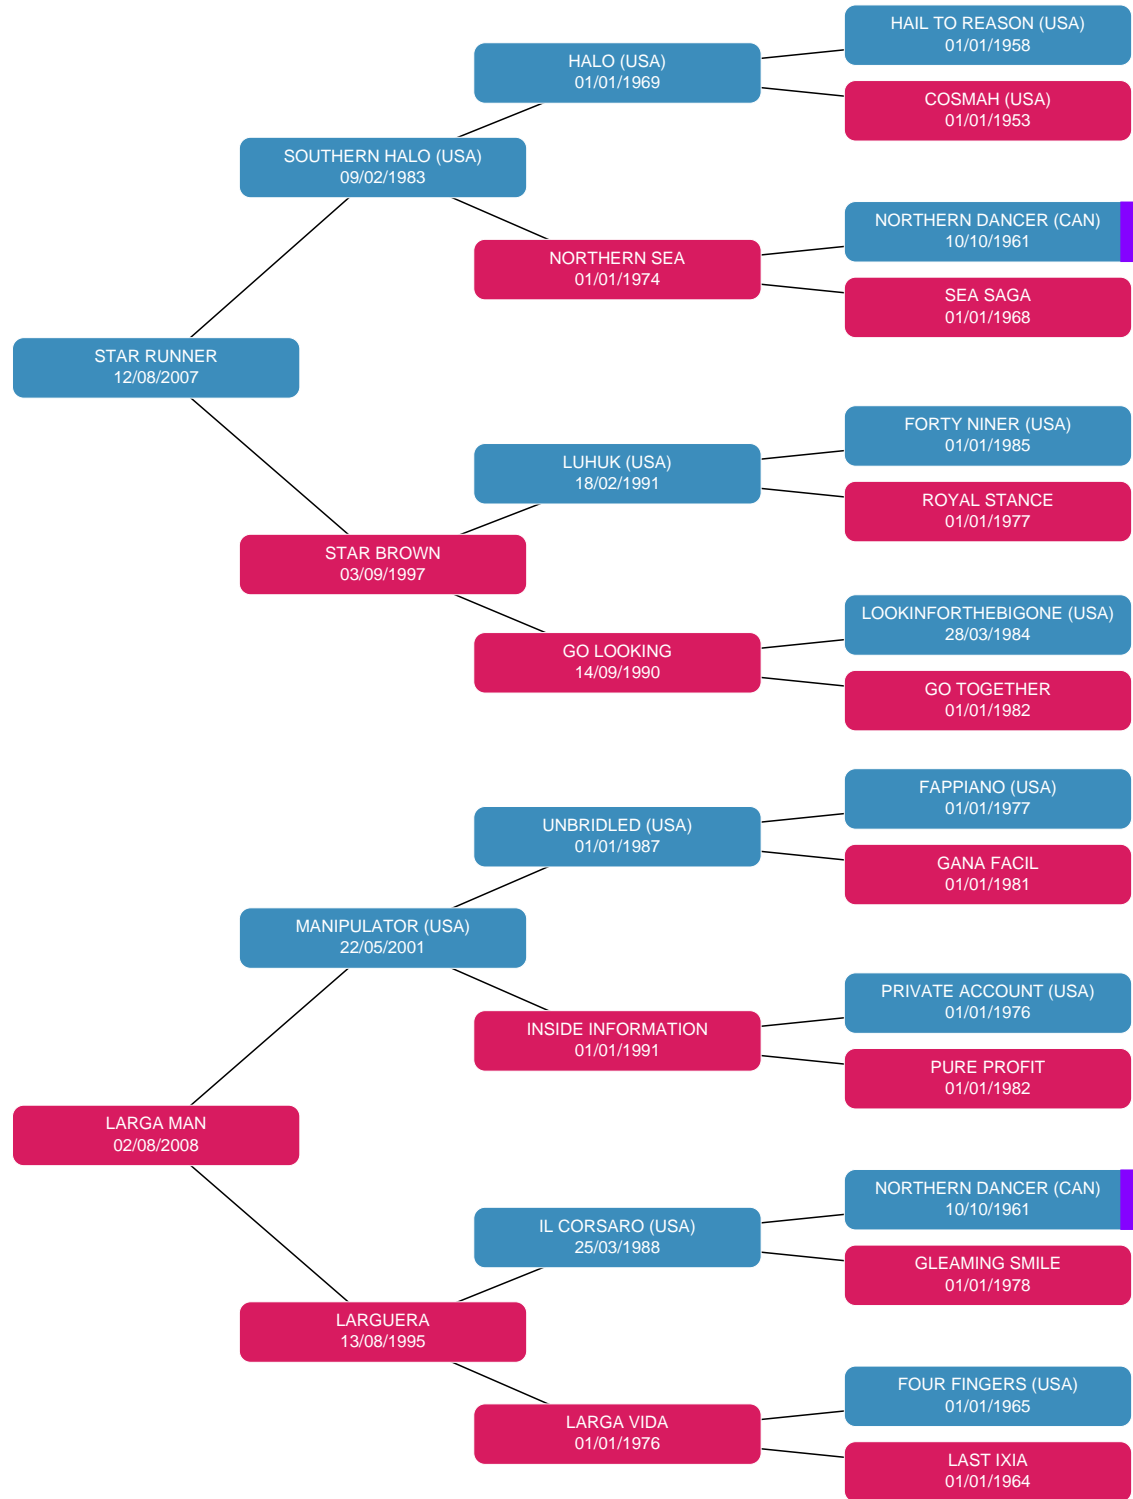 HAIL TO REASON (USA)
01/01/1958
HALO (USA)
01/01/1969
COSMAH (USA)
01/01/1953
SOUTHERN HALO (USA)
09/02/1983
NORTHERN DANCER (CAN)
10/10/1961
NORTHERN SEA
01/01/1974
SEA SAGA
01/01/1968
STAR RUNNER
12/08/2007
FORTY NINER (USA)
01/01/1985
LUHUK (USA)
18/02/1991
ROYAL STANCE
01/01/1977
STAR BROWN
03/09/1997
LOOKINFORTHEBIGONE (USA)
28/03/1984
GO LOOKING
14/09/1990
GO TOGETHER
01/01/1982
FAPPIANO (USA)
01/01/1977
UNBRIDLED (USA)
01/01/1987
GANA FACIL
01/01/1981
MANIPULATOR (USA)
22/05/2001
PRIVATE ACCOUNT (USA)
01/01/1976
INSIDE INFORMATION
01/01/1991
PURE PROFIT
01/01/1982
LARGA MAN
02/08/2008
NORTHERN DANCER (CAN)
10/10/1961
IL CORSARO (USA)
25/03/1988
GLEAMING SMILE
01/01/1978
LARGUERA
13/08/1995
FOUR FINGERS (USA)
01/01/1965
LARGA VIDA
01/01/1976
LAST IXIA
01/01/1964